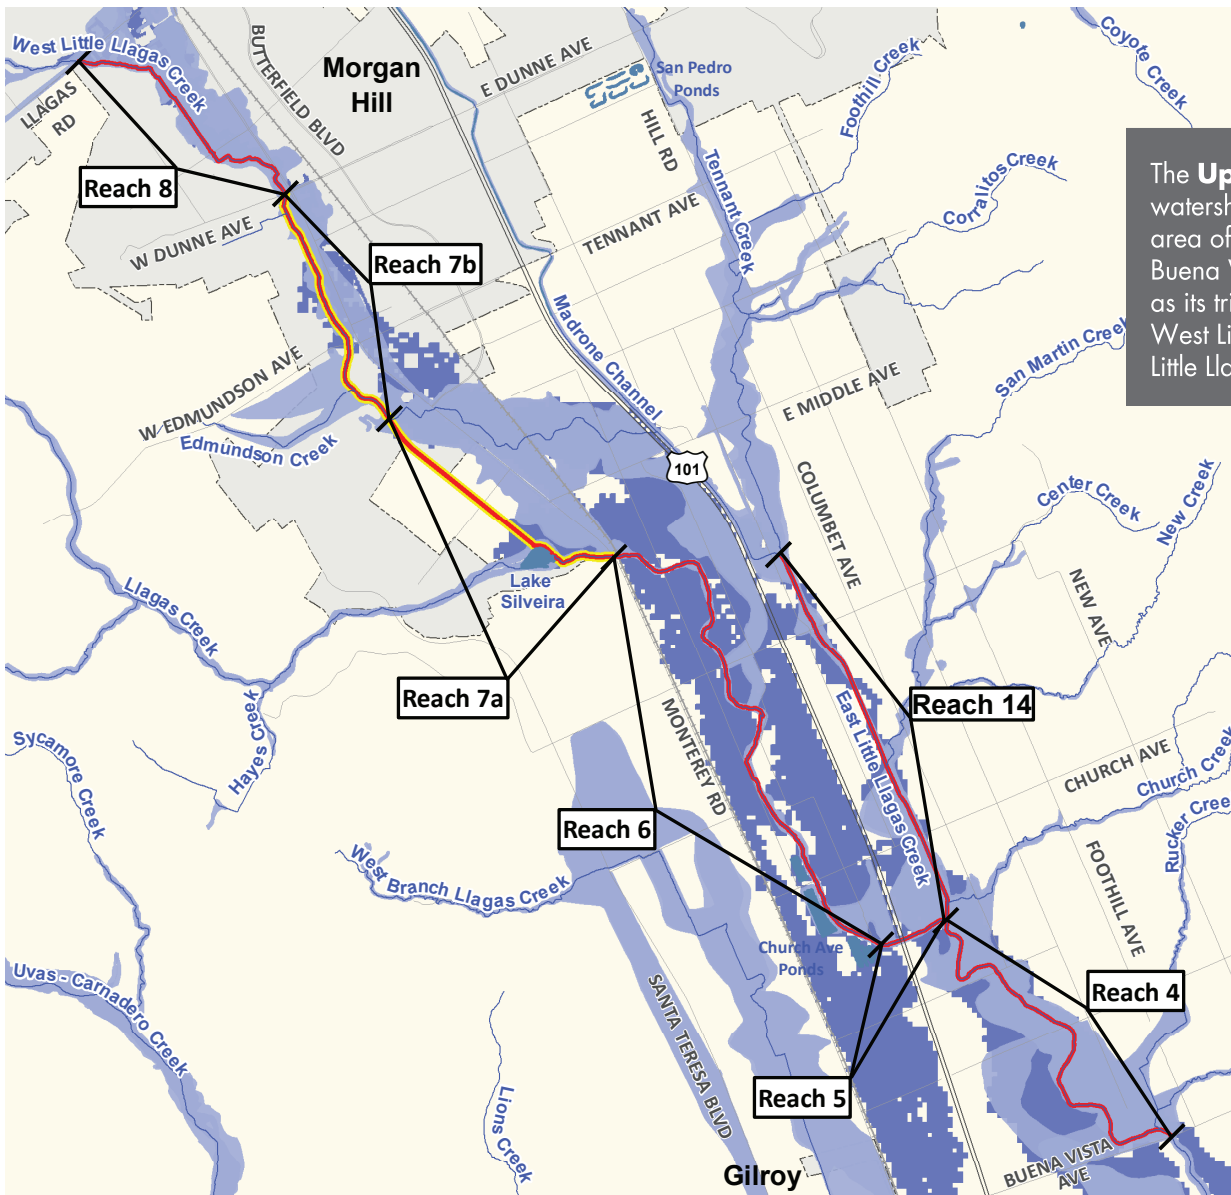 West Little Llagas Creek
LLAGAS
RD
BUTERFIELD BLVD
Morgan
Hill
E DUNNE AVE
San Pedro
Ponds
HILL RD
Foothill Creek
Coyote Creek
Tennant Creek
Corralitos Creek
TENNANT AVE
The Up
watersh
area of
Buena V
as its tri
West Li
Little Lla
Reach 8
W DUNNE AVE
Reach 7b
Madrone Channel
San Martin Creek
W EDMUNDSON AVE
Edmundson Creek
E MIDDLE AVE
101
COLUMBET AVE
Center Creek
New Creek
NEW AVE
Lake
Silveira
Llagas Creek
Reach 7a
Reach 14
Hayes Creek
Sycamore Creek
MONTEREY RD
East Little Llagas Creek
CHURCH AVE
Church Creek
Rucker Cree
Reach 6
West Branch Llagas Creek
FOOTHILL AVE
Church Ave
Ponds
Uvas - Carnadero Creek
SANTA TERESA BLVD
Reach 4
Reach 5
Lions Creek
Gilroy
BUENA VISTA
AVE